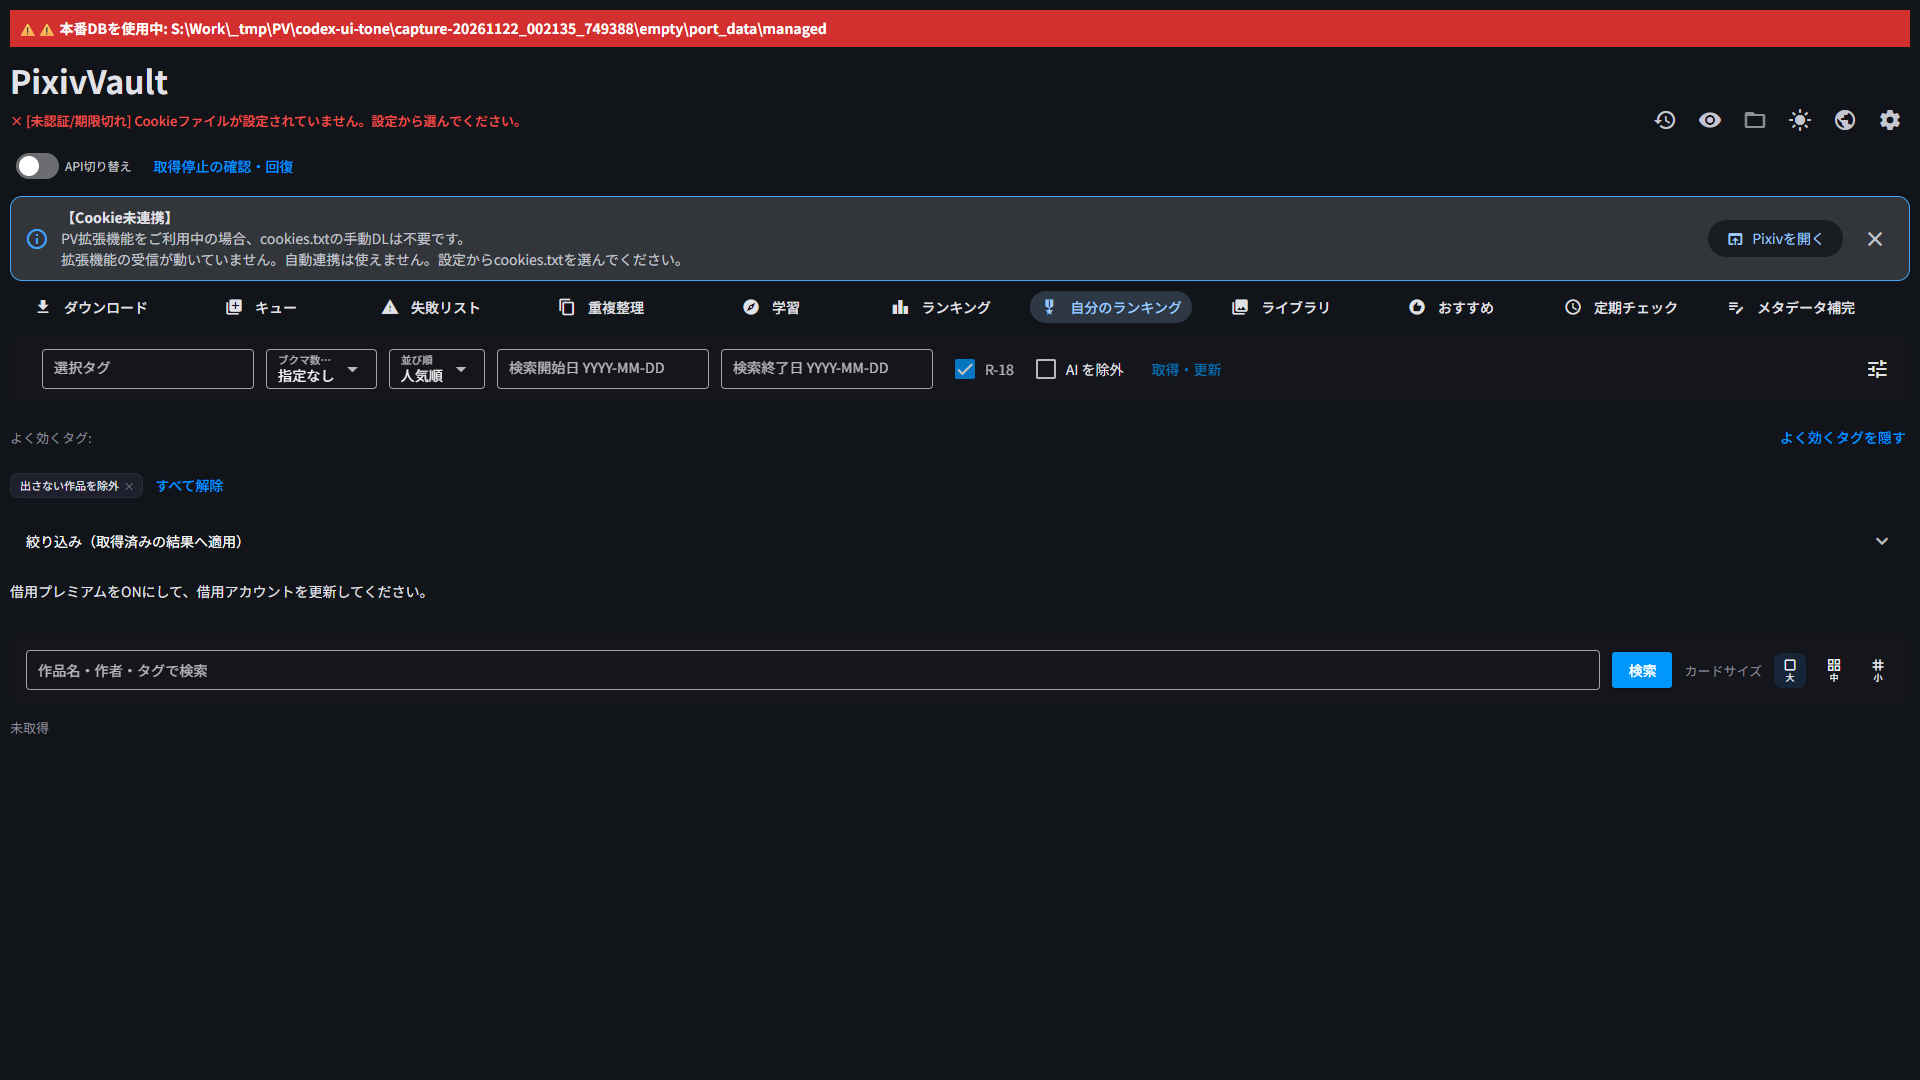 本番DBを使用中: S:\Work\_tmp\PV\codex-ui-tone\capture-20261122_002135_749388\empty\port_data\managed
PixivVault
× [未認証/期限切れ] Cookieファイルが設定されていません。設定から選んでください。
API切り替え 取得停止の確認・回復
【Cookie未連携】
PV拡張機能をご利用中の場合、cookies.txtの手動DLは不要です。
拡張機能の受信が動いていません。自動連携は使えません。設定からcookies.txtを選んでください。
Pixivを開く
ダウンロード キュー 失敗リスト 重複整理 学習 ランキング 自分のランキング ライブラリ おすすめ 定期チェック メタデータ補完
選択タグ ブクマ数… 指定なし 並び順 人気順 検索開始日 YYYY-MM-DD 検索終了日 YYYY-MM-DD R-18 AI を除外 取得・更新
よく効くタグ: よく効くタグを隠す
出さない作品を除外 × すべて解除
絞り込み（取得済みの結果へ適用）
借用プレミアムをONにして、借用アカウントを更新してください。
作品名・作者・タグで検索 検索 カードサイズ 大 中 小
未取得